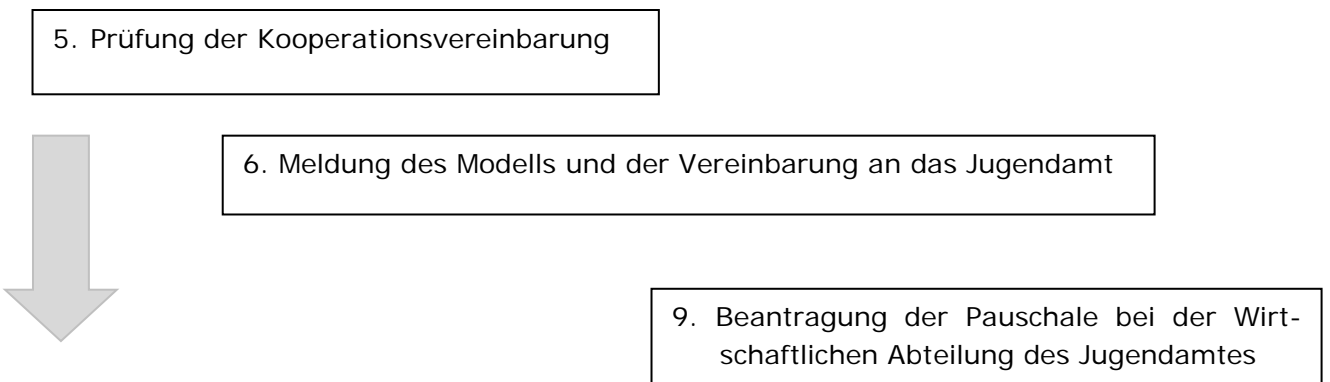 5. Prüfung der Kooperationsvereinbarung
6. Meldung des Modells und der Vereinbarung an das Jugendamt
9. Beantragung der Pauschale bei der Wirt-
schaftlichen Abteilung des Jugendamtes